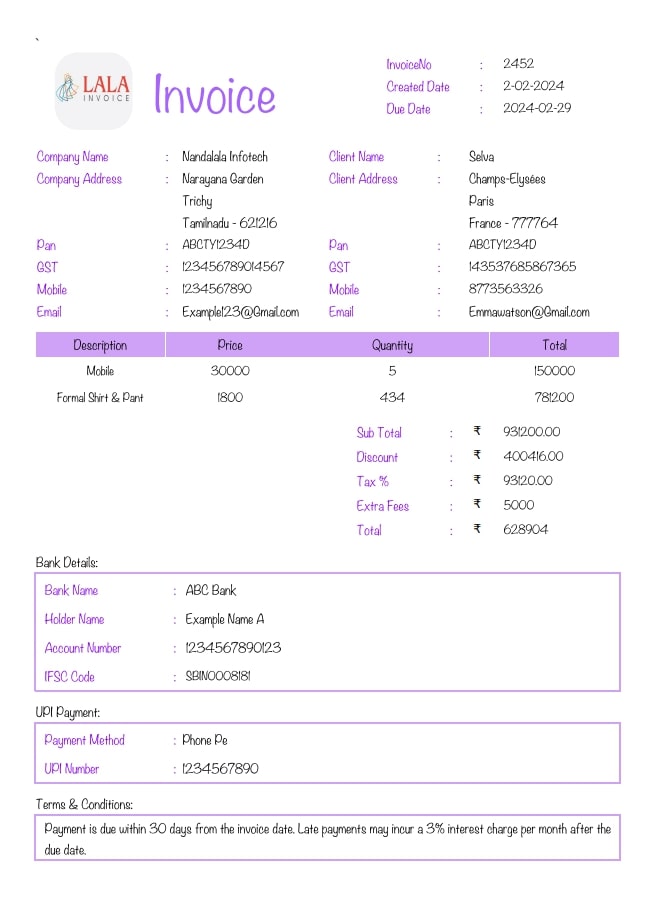 `
LALA
INVOICE
Invoice
InvoiceNo : 2452
Created Date : 2-02-2024
Due Date : 2024-02-29
Company Name : Nandalala Infotech Client Name : Selva
Company Address : Narayana Garden Client Address : Champs-Elysées
Trichy Paris
Tamilnadu - 621216 France - 777764
Pan : ABCTY1234D Pan : ABCTY1234D
GST : 123456789014567 GST : 143537685867365
Mobile : 1234567890 Mobile : 8773563326
Email : Example123@Gmail.com Email : Emmawatson@Gmail.com
Description Price Quantity Total
Mobile 30000 5 150000
Formal Shirt & Pant 1800 434 781200
Sub Total : ₹ 931200.00
Discount : ₹ 400416.00
Tax % : ₹ 93120.00
Extra Fees : ₹ 5000
Total : ₹ 628904
Bank Details:
Bank Name : ABC Bank
Holder Name : Example Name A
Account Number : 1234567890123
IFSC Code : SBIN0008181
UPI Payment:
Payment Method : Phone Pe
UPI Number : 1234567890
Terms & Conditions:
Payment is due within 30 days from the invoice date. Late payments may incur a 3% interest charge per month after the
due date.